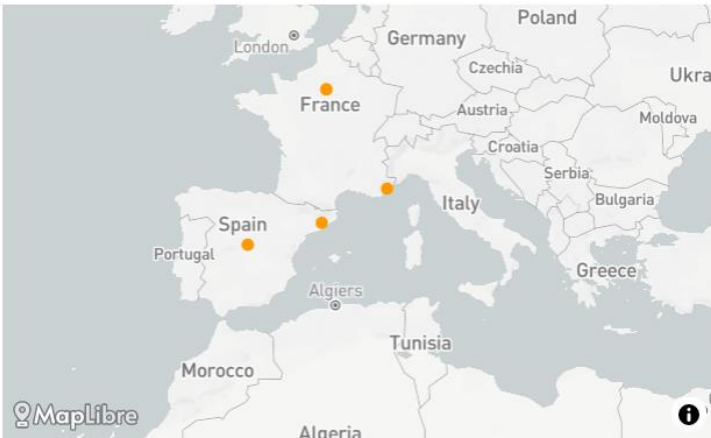 Poland
London
Germany
Ukra
Czechia
France
Austria
Moldova
Croatia
Serbia
Bulgaria
Italy
Spain
Portugal
Greece
Algiers
Tunisia
Morocco
MapLibre
i
Algeria